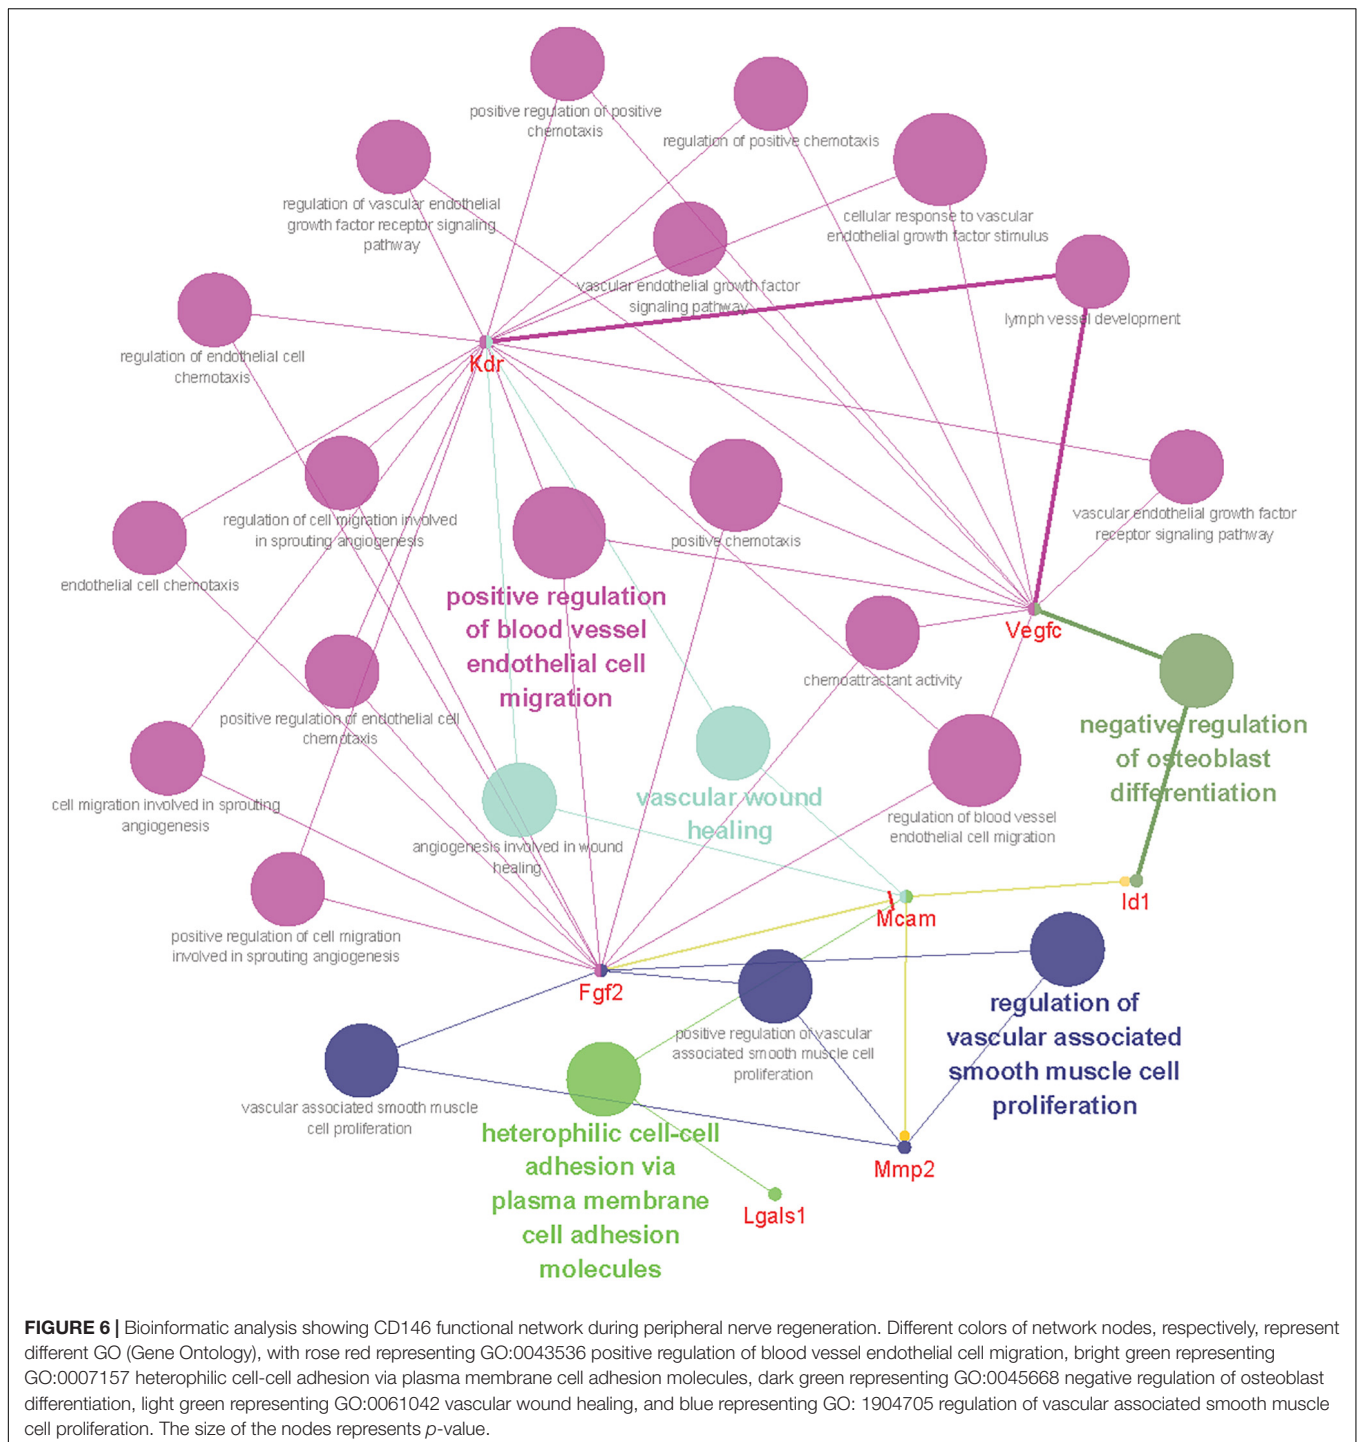 positive regulation of positive
chemotaxis
regulation of positive chemotaxis
regulation of vascular endothelial
growth factor receptor signaling
pathway
cellular response to vascular
endothelial growth factor stimulus
vascular endothelial growth factor
signaling pathway
lymph vessel development
regulation of endothelial cell
chemotaxis
Kdr
regulation of cell migration involved
in sprouting angiogenesis
positive chemotaxis
vascular endothelial growth factor
receptor signaling pathway
endothelial cell chemotaxis
positive regulation
of blood vessel
endothelial cell
migration
Vegfc
chemoattractant activity
positive regulation of endothelial cell
chemotaxis
negative regulation
of osteoblast
differentiation
cell migration involved in sprouting
angiogenesis
vascular wound
healing
regulation of blood vessel
endothelial cell migration
angiogenesis involved in wound
healing
Mcam
Id1
positive regulation of cell migration
involved in sprouting angiogenesis
Fgf2
regulation of
vascular associated
smooth muscle cell
proliferation
positive regulation of vascular
associated smooth muscle cell
proliferation
vascular associated smooth muscle
cell proliferation
heterophilic cell-cell
adhesion via
plasma membrane
cell adhesion
molecules
Mmp2
Lgals1
FIGURE 6 | Bioinformatic analysis showing CD146 functional network during peripheral nerve regeneration. Different colors of network nodes, respectively, represent
different GO (Gene Ontology), with rose red representing GO:0043536 positive regulation of blood vessel endothelial cell migration, bright green representing
GO:0007157 heterophilic cell-cell adhesion via plasma membrane cell adhesion molecules, dark green representing GO:0045668 negative regulation of osteoblast
differentiation, light green representing GO:0061042 vascular wound healing, and blue representing GO: 1904705 regulation of vascular associated smooth muscle
cell proliferation. The size of the nodes represents p-value.